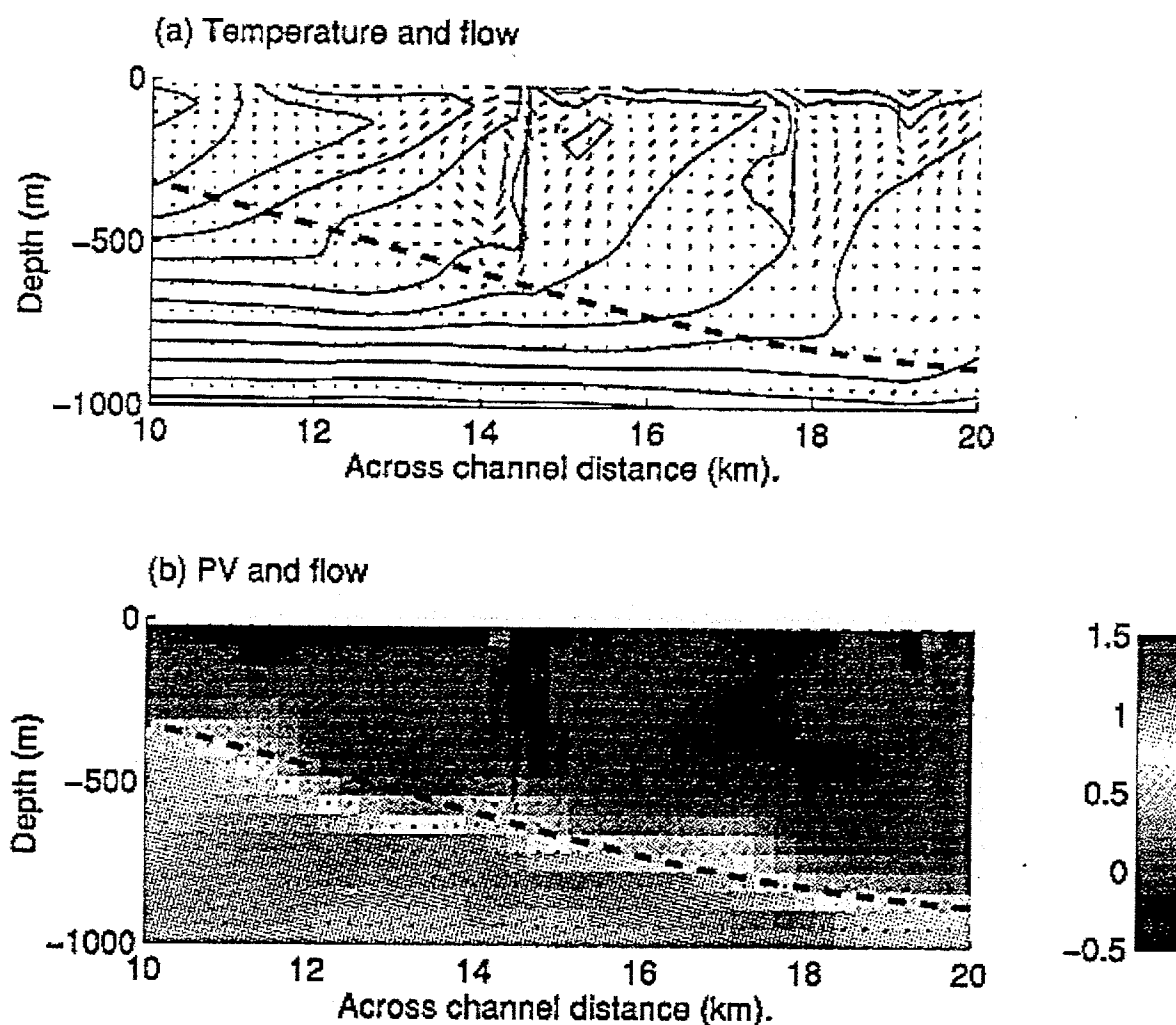 (a) Temperature and flow
0
−500
−1000
Depth (m)
10 12 14 16 18 20
Across channel distance (km).
(b) PV and flow
0
−500
−1000
Depth (m)
10 12 14 16 18 20
Across channel distance (km).
1.5
1
0.5
0
−0.5